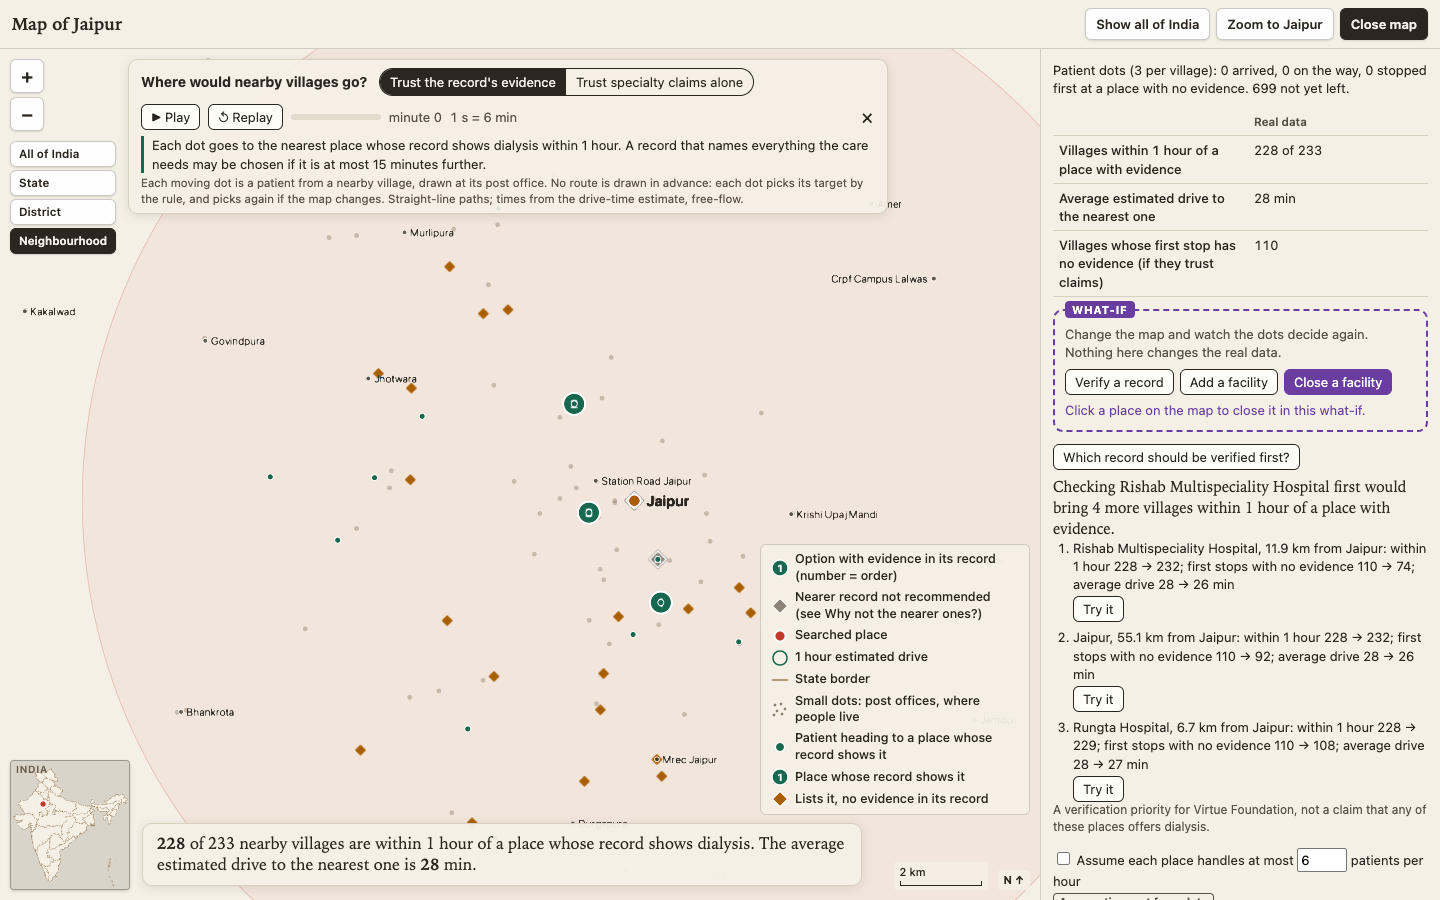 Map of Jaipur
Show all of India
Zoom to Jaipur
Close map
+
−
All of India
State
District
Neighbourhood
Where would nearby villages go?
Trust the record's evidence
Trust specialty claims alone
Play
Replay
minute 0 1 s = 6 min
×
Each dot goes to the nearest place whose record shows dialysis within 1 hour. A record that names everything the care
needs may be chosen if it is at most 15 minutes further.
Each moving dot is a patient from a nearby village, drawn at its post office. No route is drawn in advance: each dot picks its target by
the rule, and picks again if the map changes. Straight-line paths; times from the drive-time estimate, free-flow.
Murlipura
Crpf Campus Lalwas
Kakalwad
Govindpura
Jhotwara
Station Road Jaipur
Jaipur
Krishi Upaj Mandi
Bhankrota
Mrec Jaipur
1 Option with evidence in its record
(number = order)
Nearer record not recommended
(see Why not the nearer ones?)
Searched place
1 hour estimated drive
State border
Small dots: post offices, where
people live
Patient heading to a place whose
record shows it
1 Place whose record shows it
Lists it, no evidence in its record
INDIA
228 of 233 nearby villages are within 1 hour of a place whose record shows dialysis. The average
estimated drive to the nearest one is 28 min.
2 km
N ↑
Patient dots (3 per village): 0 arrived, 0 on the way, 0 stopped
first at a place with no evidence. 699 not yet left.
Real data
Villages within 1 hour of a
place with evidence
228 of 233
Average estimated drive to
the nearest one
28 min
Villages whose first stop has
no evidence (if they trust
claims)
110
WHAT-IF
Change the map and watch the dots decide again.
Nothing here changes the real data.
Verify a record
Add a facility
Close a facility
Click a place on the map to close it in this what-if.
Which record should be verified first?
Checking Rishab Multispeciality Hospital first would
bring 4 more villages within 1 hour of a place with
evidence.
1. Rishab Multispeciality Hospital, 11.9 km from Jaipur: within
1 hour 228 → 232; first stops with no evidence 110 → 74;
average drive 28 → 26 min
Try it
2. Jaipur, 55.1 km from Jaipur: within 1 hour 228 → 232; first
stops with no evidence 110 → 92; average drive 28 → 26
min
Try it
3. Rungta Hospital, 6.7 km from Jaipur: within 1 hour 228 →
229; first stops with no evidence 110 → 108; average drive
28 → 27 min
Try it
A verification priority for Virtue Foundation, not a claim that any of
these places offers dialysis.
Assume each place handles at most 6 patients per
hour